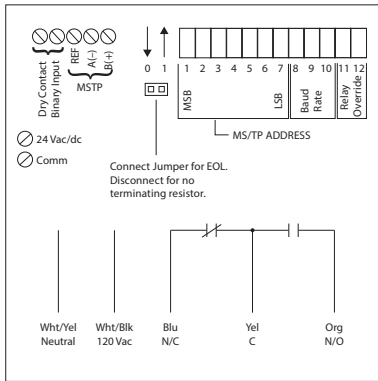 Dry Contact
Binary Input
REF
A(−)
B(+)
MSTP
0 1
1 2 3 4 5 6 7 8 9 10 11 12
MSB
LSB
Baud
Rate
Relay
Override
MS/TP ADDRESS
24 Vac/dc
Comm
Connect Jumper for EOL.
Disconnect for no
terminating resistor.
Wht/Yel Wht/Blk Blu Yel Org
Neutral 120 Vac N/C C N/O